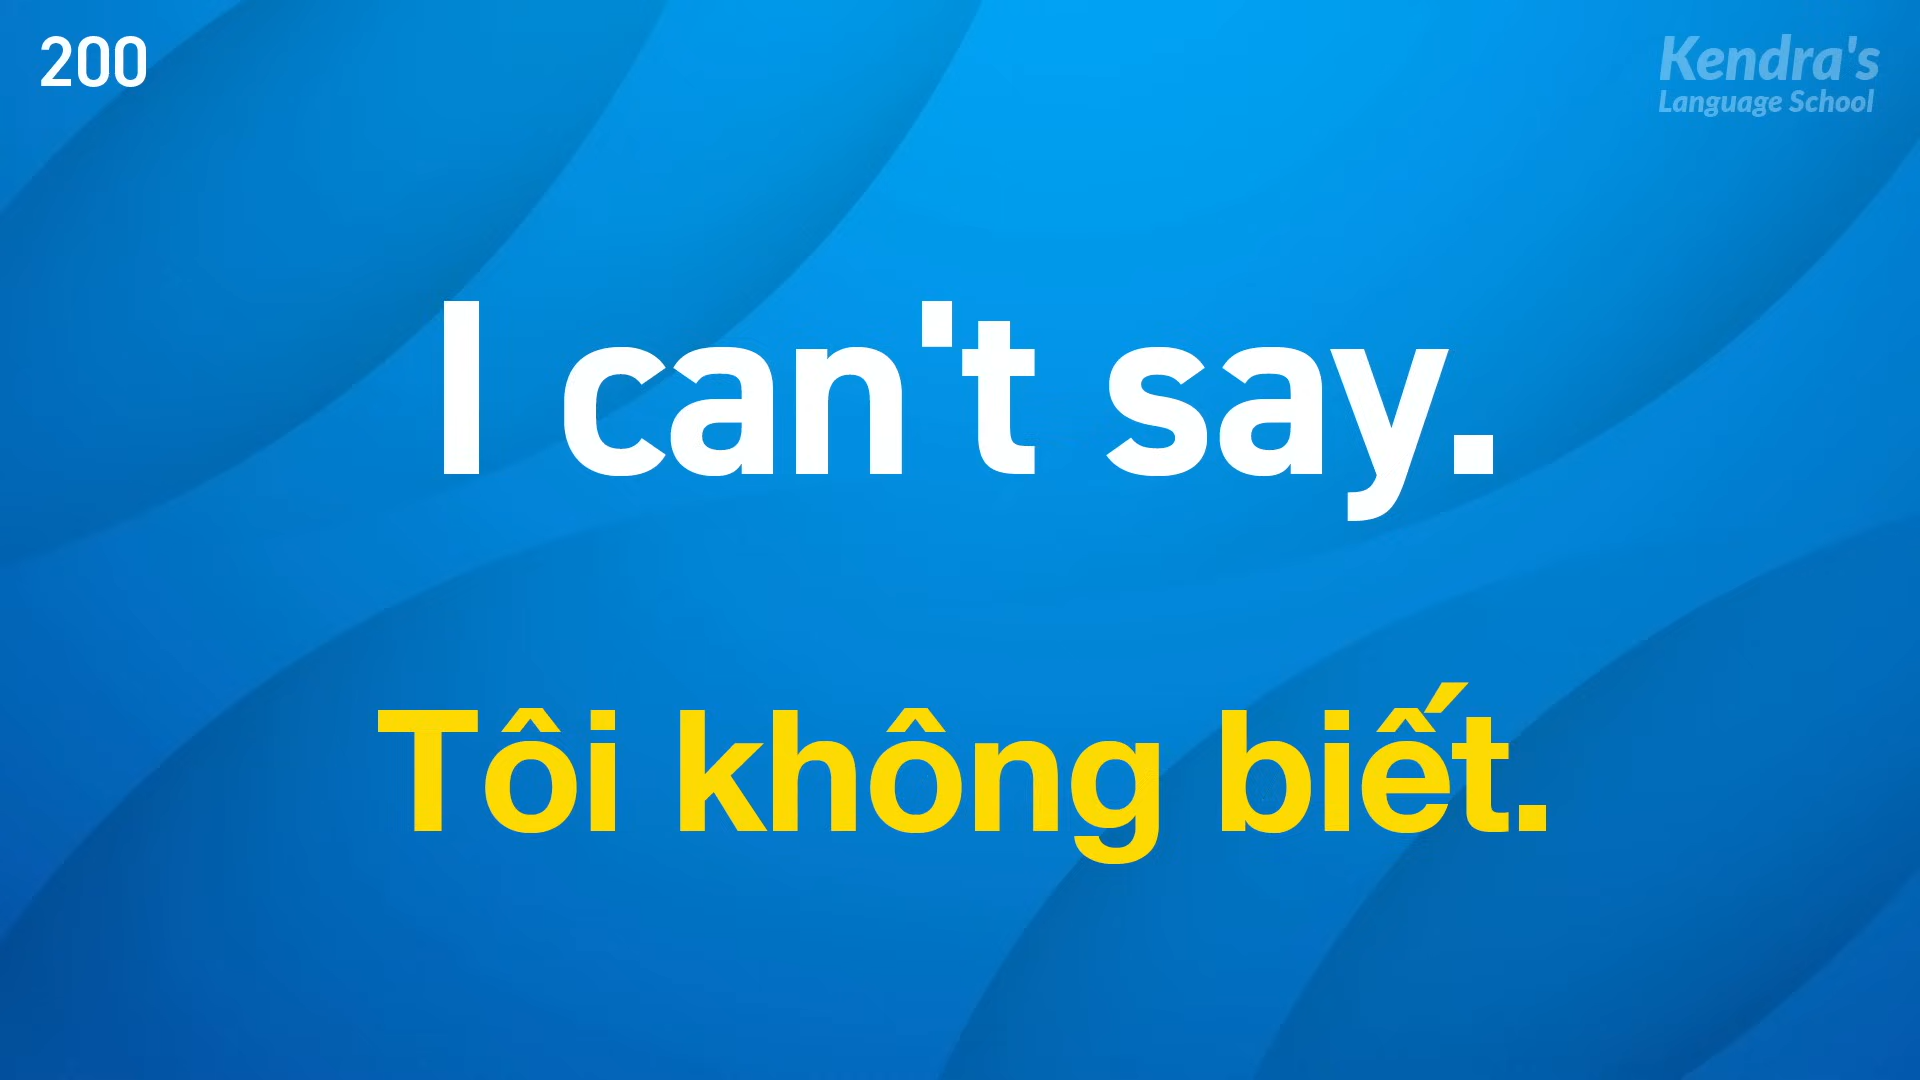 200
Kendra's
Language School
I can't say.
Tôi không biết.